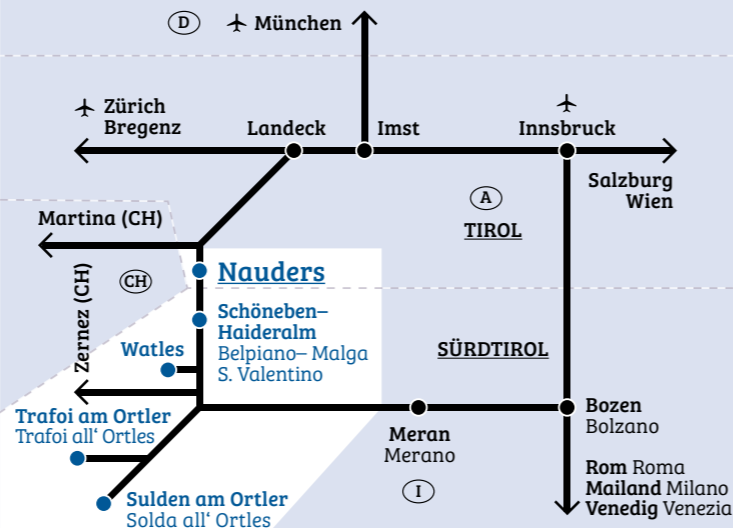 D
München
Zürich
Bregenz
Landeck
Imst
Innsbruck
Salzburg
Wien
A
TIROL
Martina (CH)
CH
Zernez (CH)
Nauders
Schöneben–
Haideralm
Belpiano– Malga
S. Valentino
Watles
SÜRDTIROL
Trafoi am Ortler
Trafoi all‘ Ortles
Meran
Merano
Bozen
Bolzano
I
Rom Roma
Mailand Milano
Venedig Venezia
Sulden am Ortler
Solda all‘ Ortles